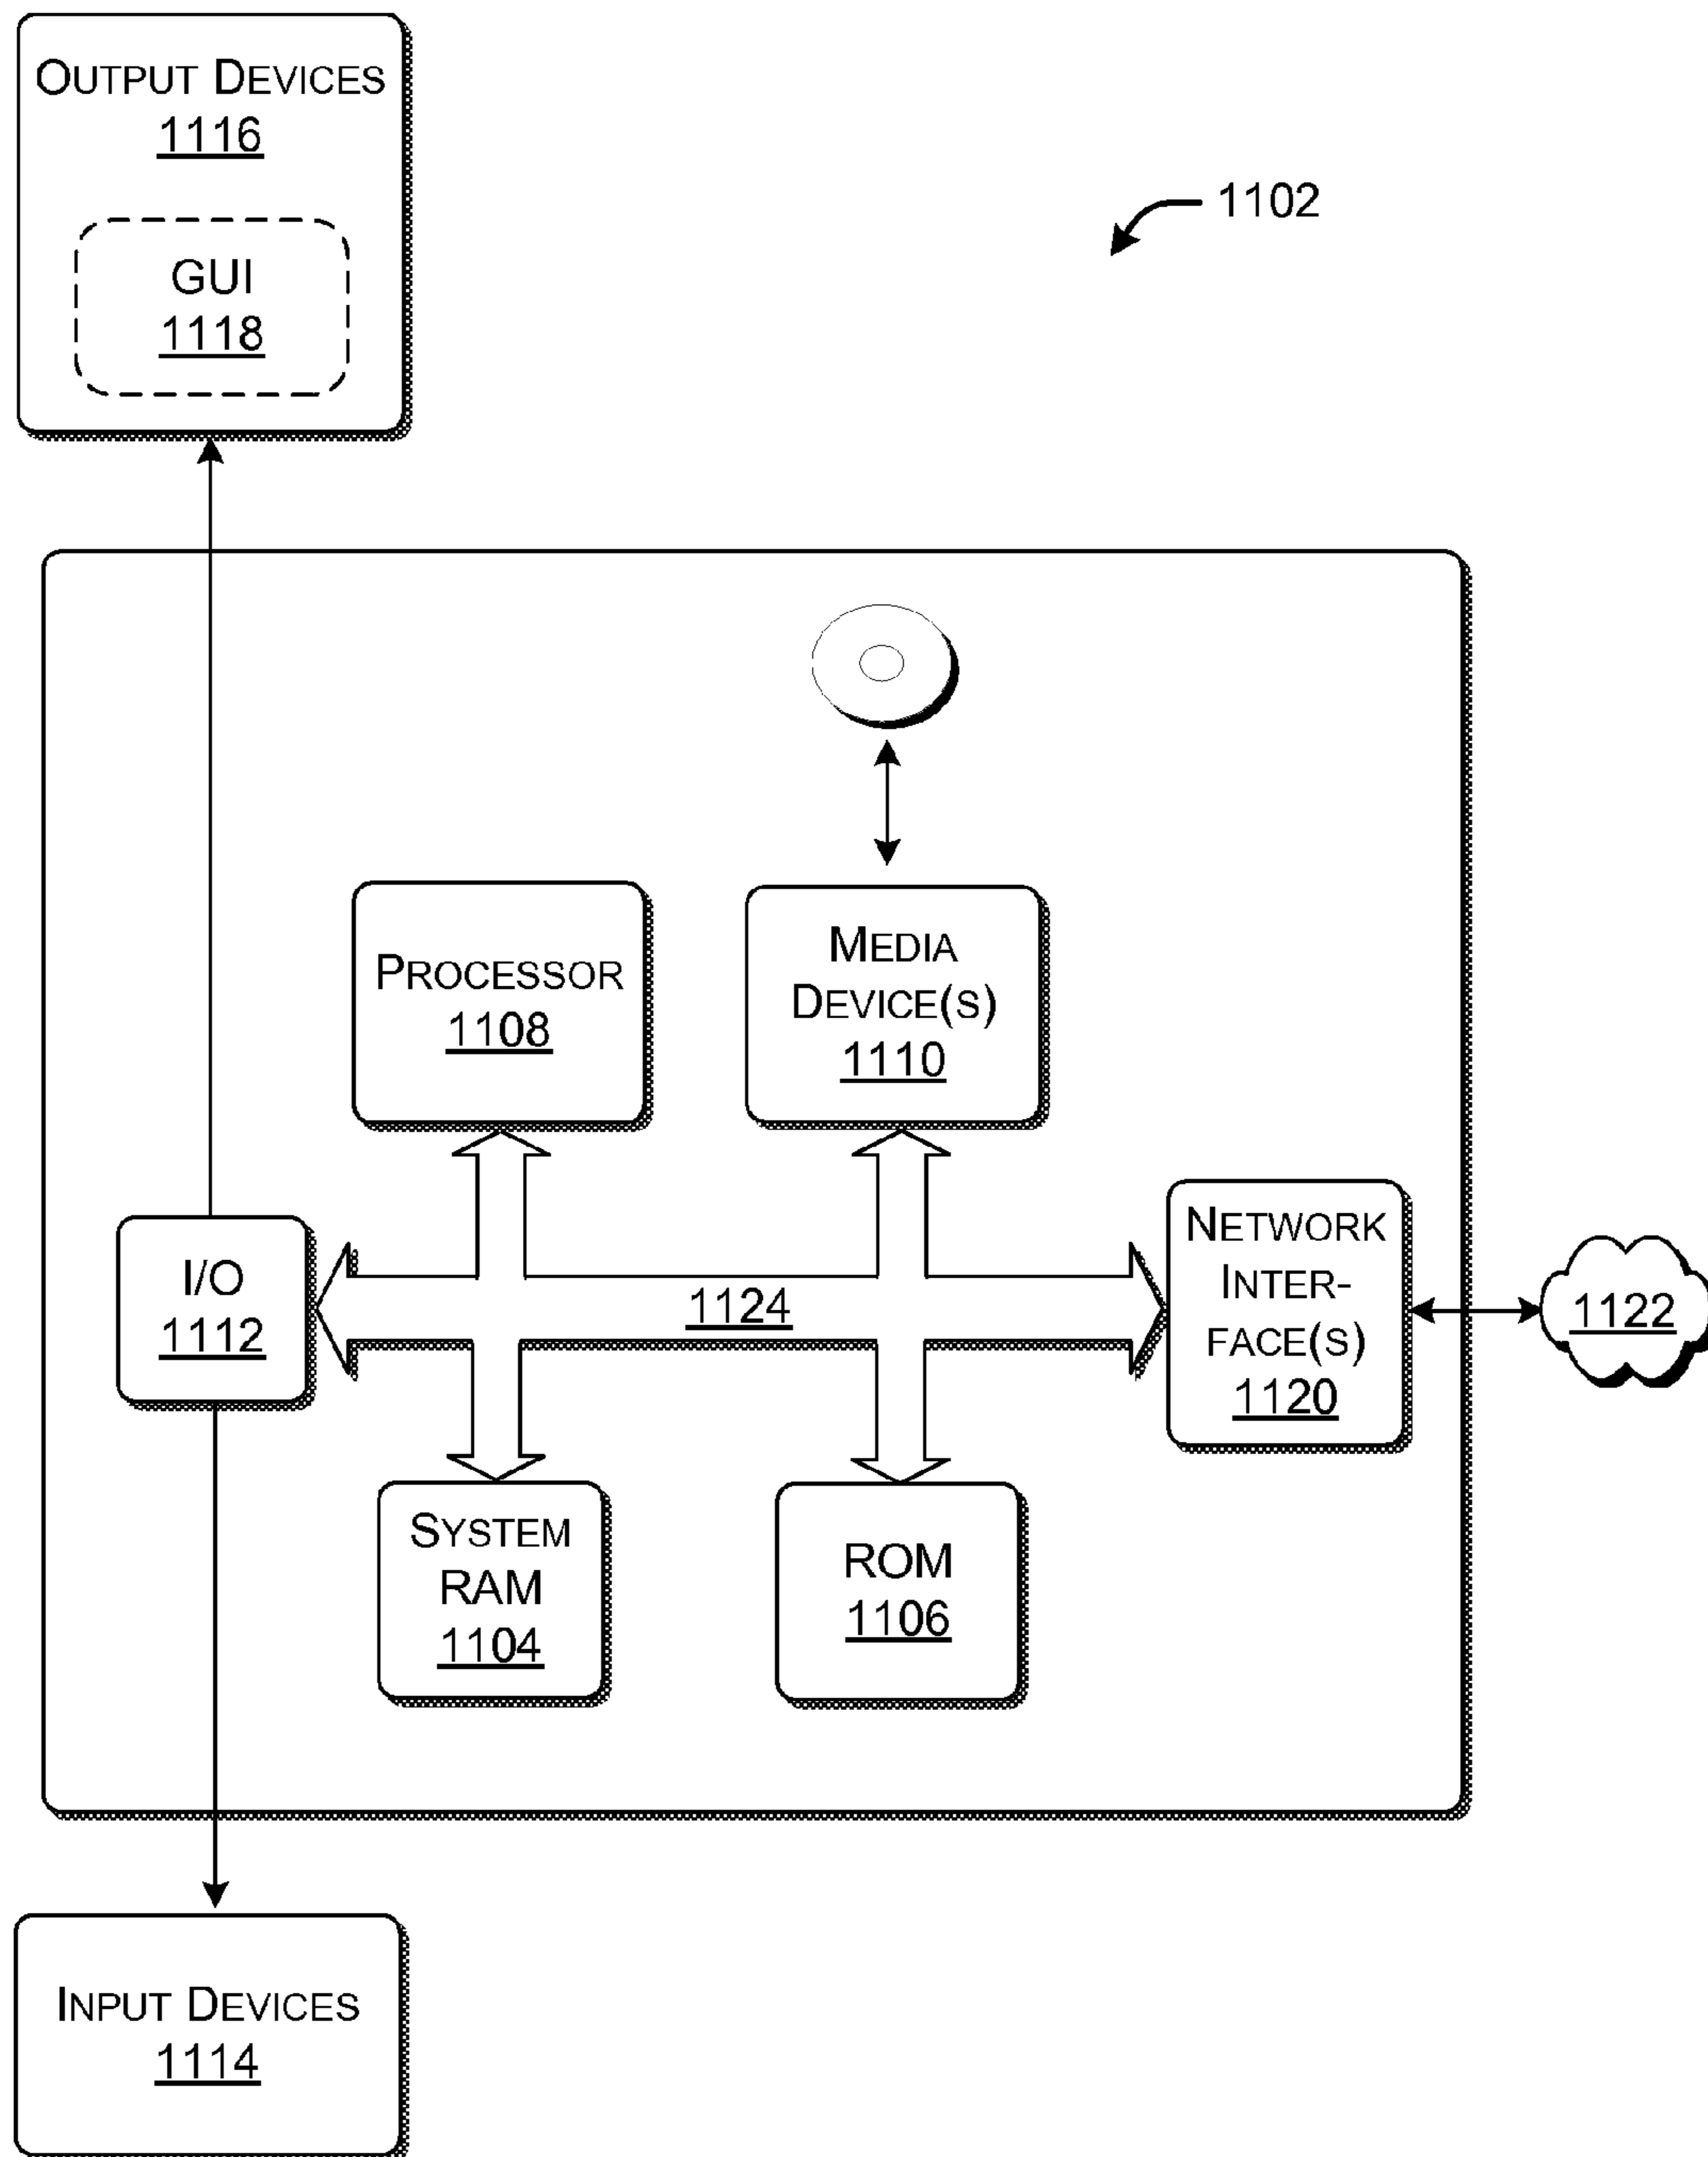 OUTPUT DEVICES
1116
GUI
1118
1102
PROCESSOR
1108
MEDIA
DEVICE(S)
1110
I/O
1112
1124
NETWORK
INTER-
FACE(S)
1120
1122
SYSTEM
RAM
1104
ROM
1106
INPUT DEVICES
1114